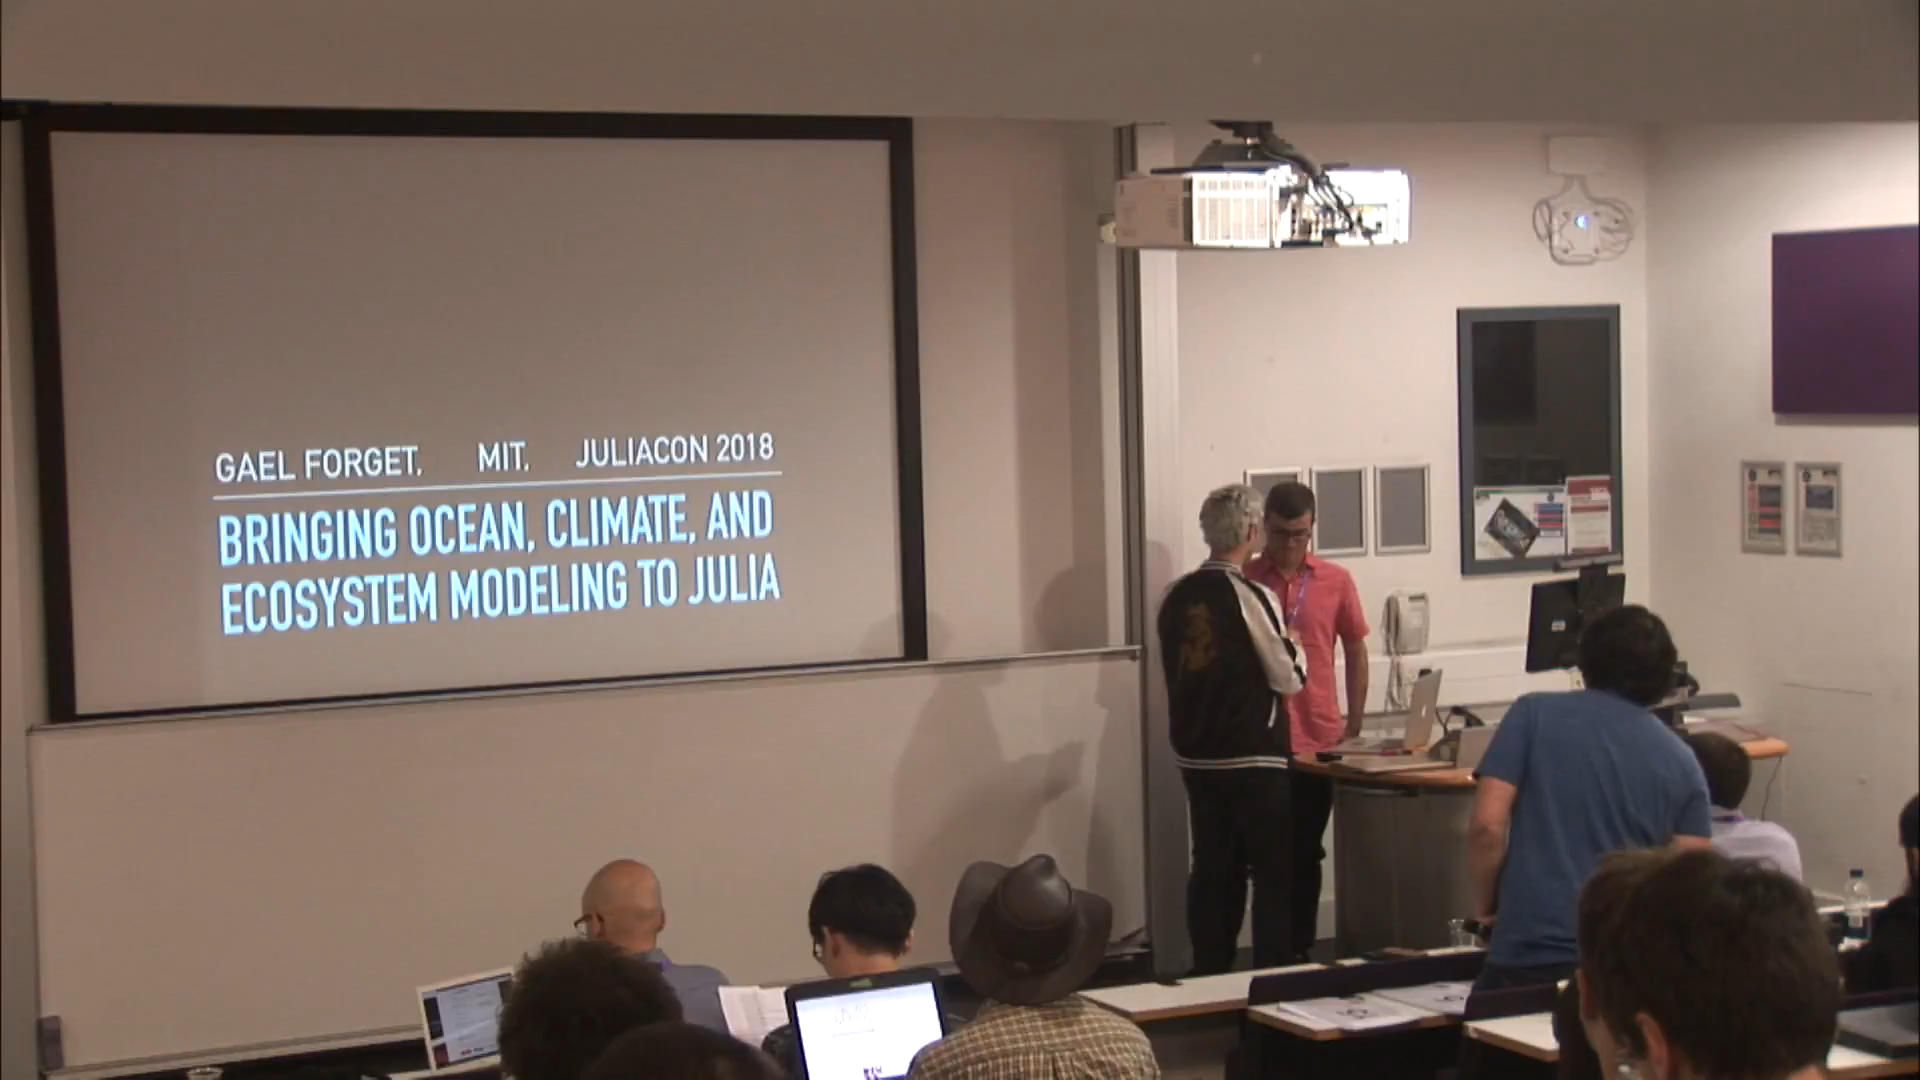 GAEL FORGET, MIT, JULIACON 2018
BRINGING OCEAN, CLIMATE, AND
ECOSYSTEM MODELING TO JULIA